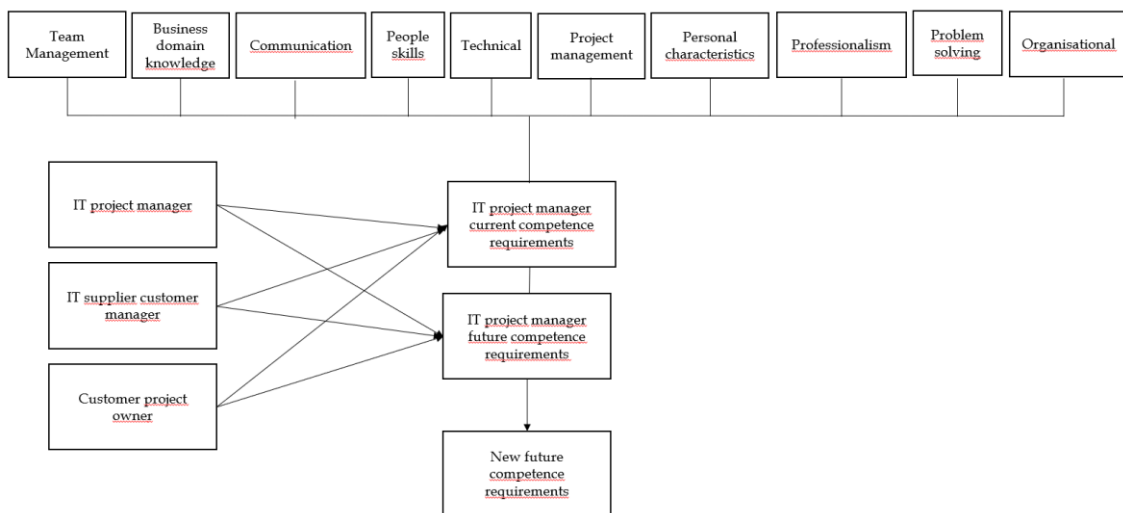 Team
Management
Business
domain
knowledge
Communication
People
skills
Technical
Project
management
Personal
characteristics
Professionalism
Problem
solving
Organisational
IT project manager
IT project manager
current competence
requirements
IT supplier customer
manager
IT project manager
future competence
requirements
Customer project
owner
New future
competence
requirements